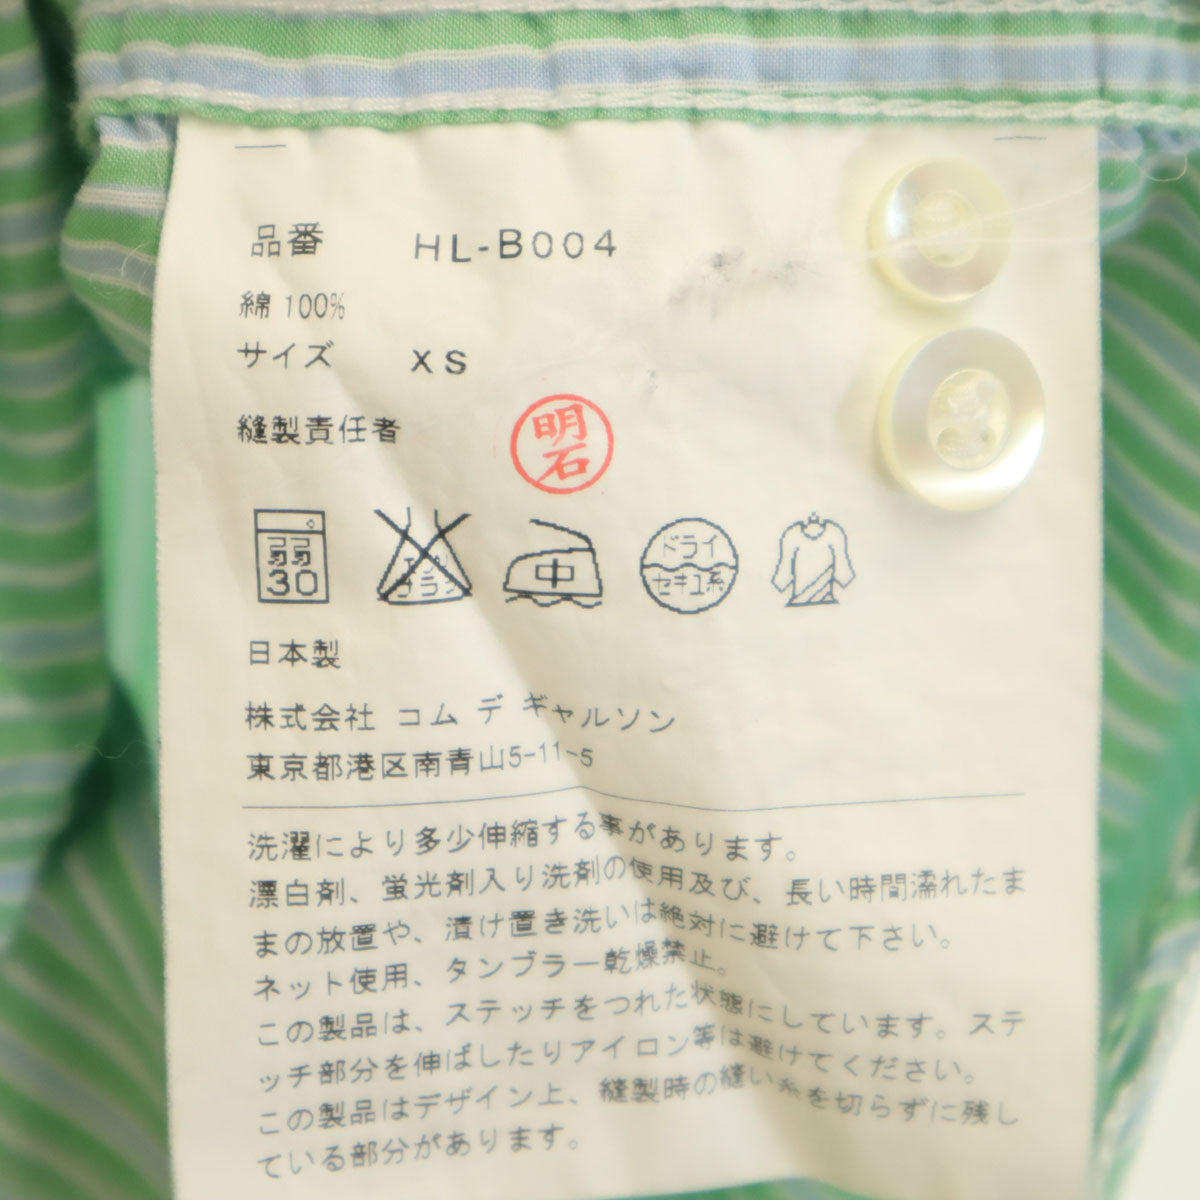 品番 HL-B004
綿 100%
サイズ XS
縫製責任者 明石
弱 30
エンソ サラシ
中
ドライ セキユ系
日本製
株式会社 コム デ ギャルソン
東京都港区南青山5-11-5
洗濯により多少伸縮する事があります。
漂白剤、蛍光剤入り洗剤の使用及び、長い時間濡れたま
まの放置や、漬け置き洗いは絶対に避けて下さい。
ネット使用、タンブラー乾燥禁止。
この製品は、ステッチをつれた状態にしています。ステ
ッチ部分を伸ばしたりアイロン等は避けてください。
この製品はデザイン上、縫製時の縫い糸を切らずに残し
ている部分があります。